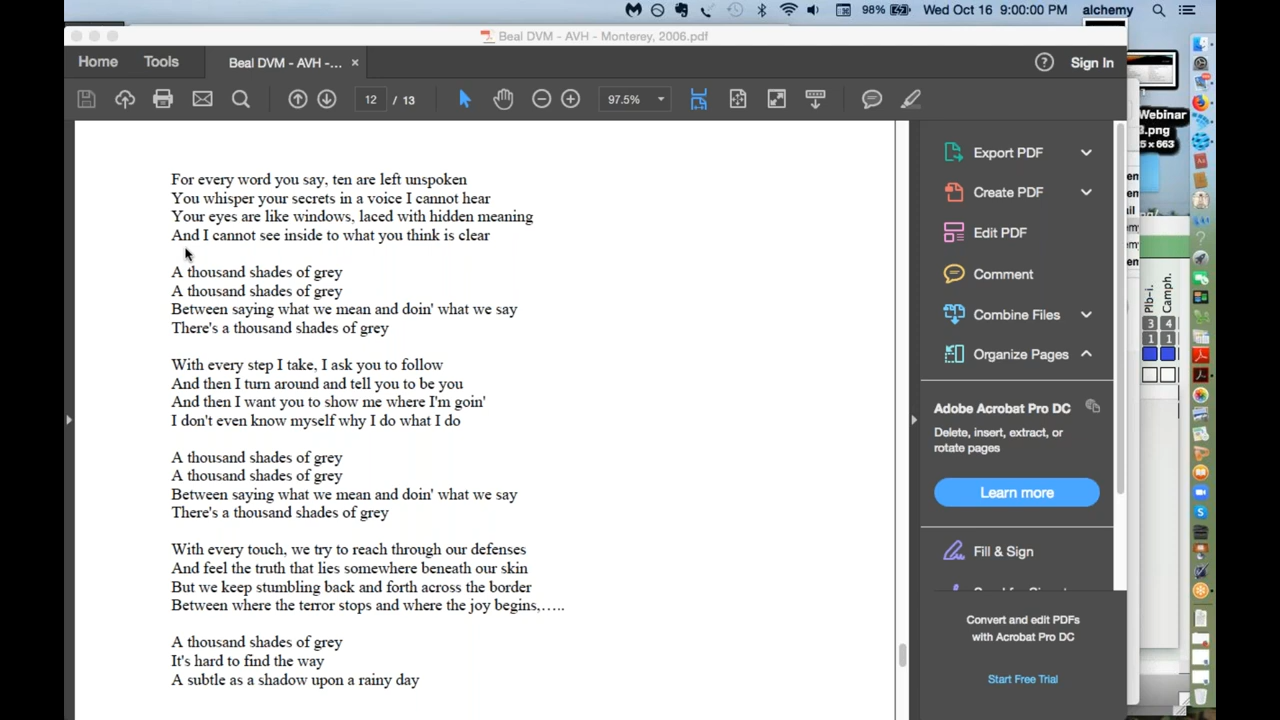 98% Wed Oct 16 9:00:00 PM alchemy
Beal DVM - AVH - Monterey, 2006.pdf
Home Tools Beal DVM - AVH -... × ? Sign In
12 / 13 97.5%
For every word you say, ten are left unspoken
You whisper your secrets in a voice I cannot hear
Your eyes are like windows, laced with hidden meaning
And I cannot see inside to what you think is clear
A thousand shades of grey
A thousand shades of grey
Between saying what we mean and doin' what we say
There's a thousand shades of grey
With every step I take, I ask you to follow
And then I turn around and tell you to be you
And then I want you to show me where I'm goin'
I don't even know myself why I do what I do
A thousand shades of grey
A thousand shades of grey
Between saying what we mean and doin' what we say
There's a thousand shades of grey
With every touch, we try to reach through our defenses
And feel the truth that lies somewhere beneath our skin
But we keep stumbling back and forth across the border
Between where the terror stops and where the joy begins,…..
A thousand shades of grey
It's hard to find the way
A subtle as a shadow upon a rainy day
Export PDF
Create PDF
Edit PDF
Comment
Combine Files
Organize Pages
Adobe Acrobat Pro DC
Delete, insert, extract, or
rotate pages
Learn more
Fill & Sign
Convert and edit PDFs
with Acrobat Pro DC
Start Free Trial
Webinar
3.png
5 x 663
Plb-i. Camph.
3 4
1 1